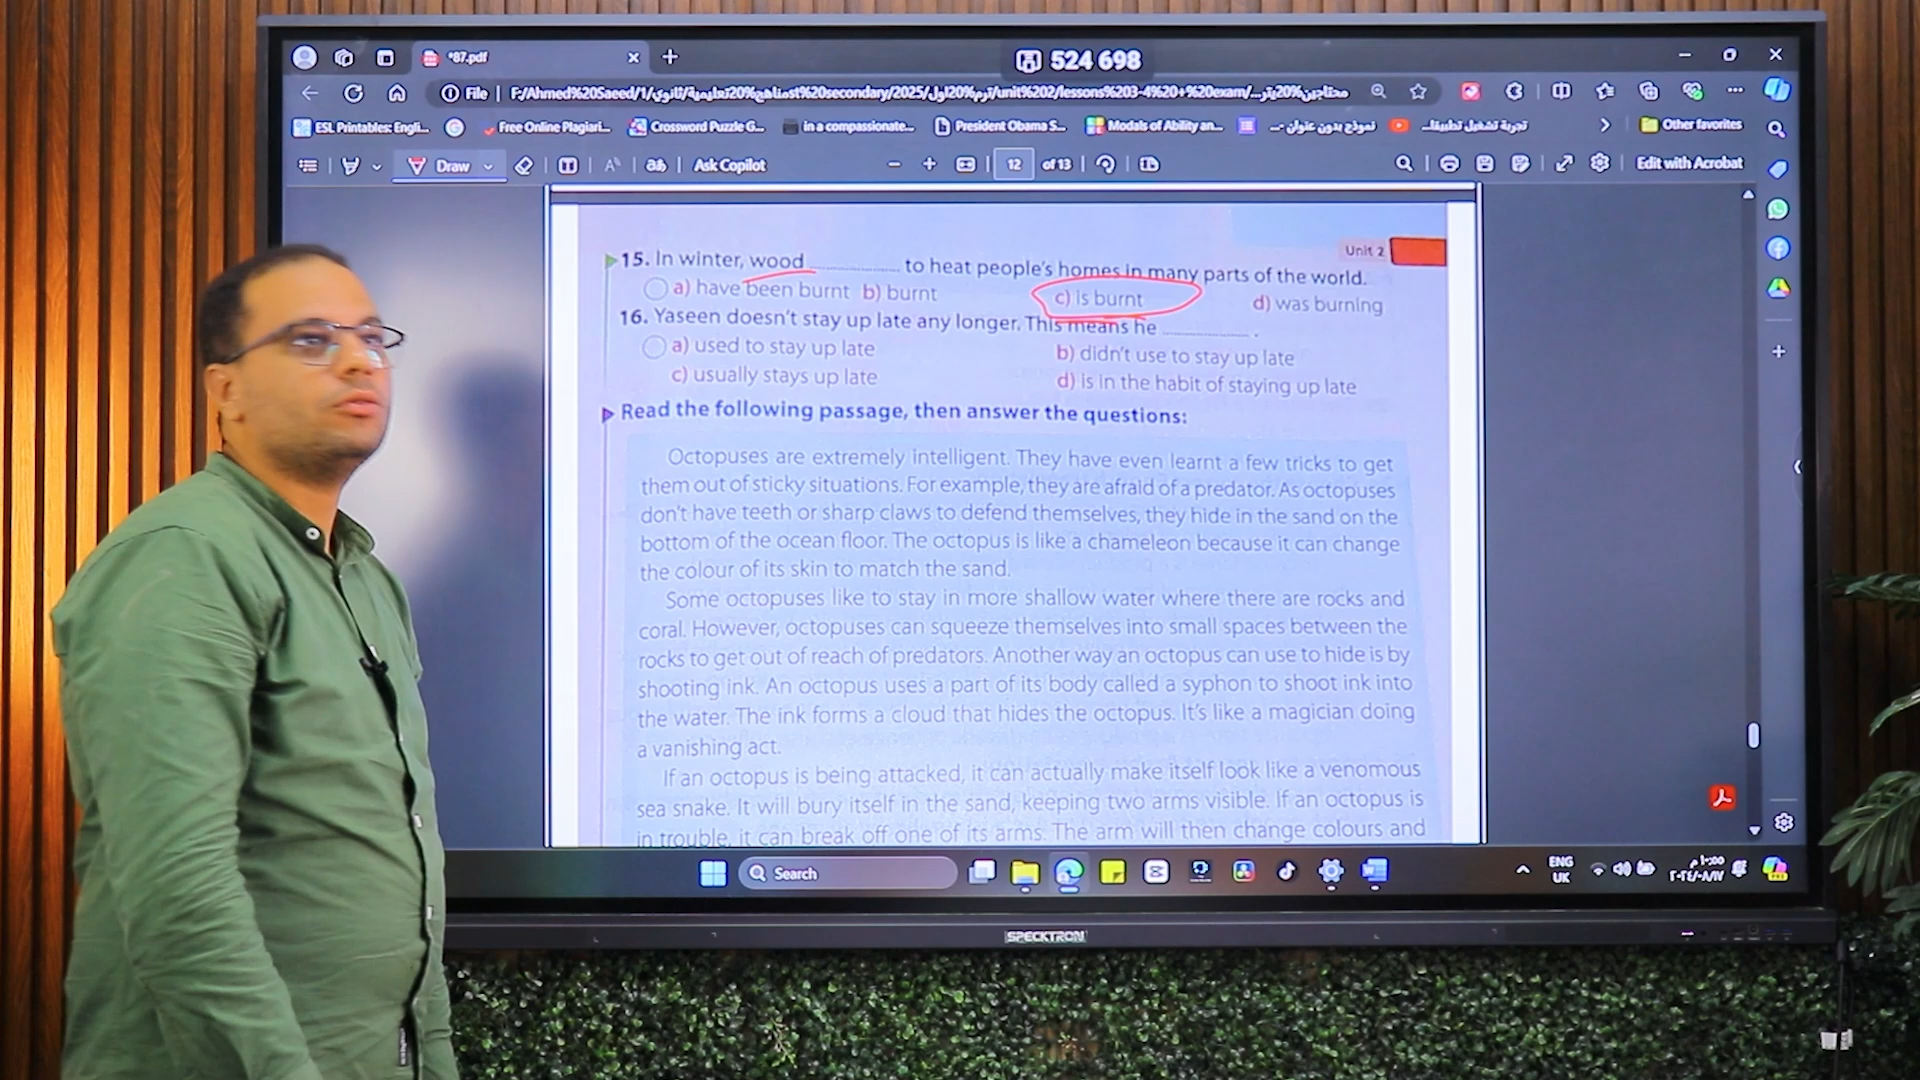 *87.pdf
524 698
File
F:/Ahmed%20Saeed/1/
ESL Printables: Engli...
Free Online Plagiari...
Crossword Puzzle G...
in a compassionate...
President Obama S...
Modals of Ability an...
نموذج بدون عنوان -...
تجربة تشغيل تطبيقا...
Other favorites
Draw
Ask Copilot
12 of 13
Edit with Acrobat
Unit 2
15. In winter, wood .............. to heat people's homes in many parts of the world.
a) have been burnt b) burnt c) is burnt d) was burning
16. Yaseen doesn't stay up late any longer. This means he .............. .
a) used to stay up late b) didn't use to stay up late
c) usually stays up late d) is in the habit of staying up late
Read the following passage, then answer the questions:
Octopuses are extremely intelligent. They have even learnt a few tricks to get
them out of sticky situations. For example, they are afraid of a predator. As octopuses
don't have teeth or sharp claws to defend themselves, they hide in the sand on the
bottom of the ocean floor. The octopus is like a chameleon because it can change
the colour of its skin to match the sand.
Some octopuses like to stay in more shallow water where there are rocks and
coral. However, octopuses can squeeze themselves into small spaces between the
rocks to get out of reach of predators. Another way an octopus can use to hide is by
shooting ink. An octopus uses a part of its body called a syphon to shoot ink into
the water. The ink forms a cloud that hides the octopus. It's like a magician doing
a vanishing act.
If an octopus is being attacked, it can actually make itself look like a venomous
sea snake. It will bury itself in the sand, keeping two arms visible. If an octopus is
in trouble, it can break off one of its arms. The arm will then change colours and
Search
ENG
UK
١٠:٥٥ م
٢٠٢٤/٠٨/١٧
SPECKTRON